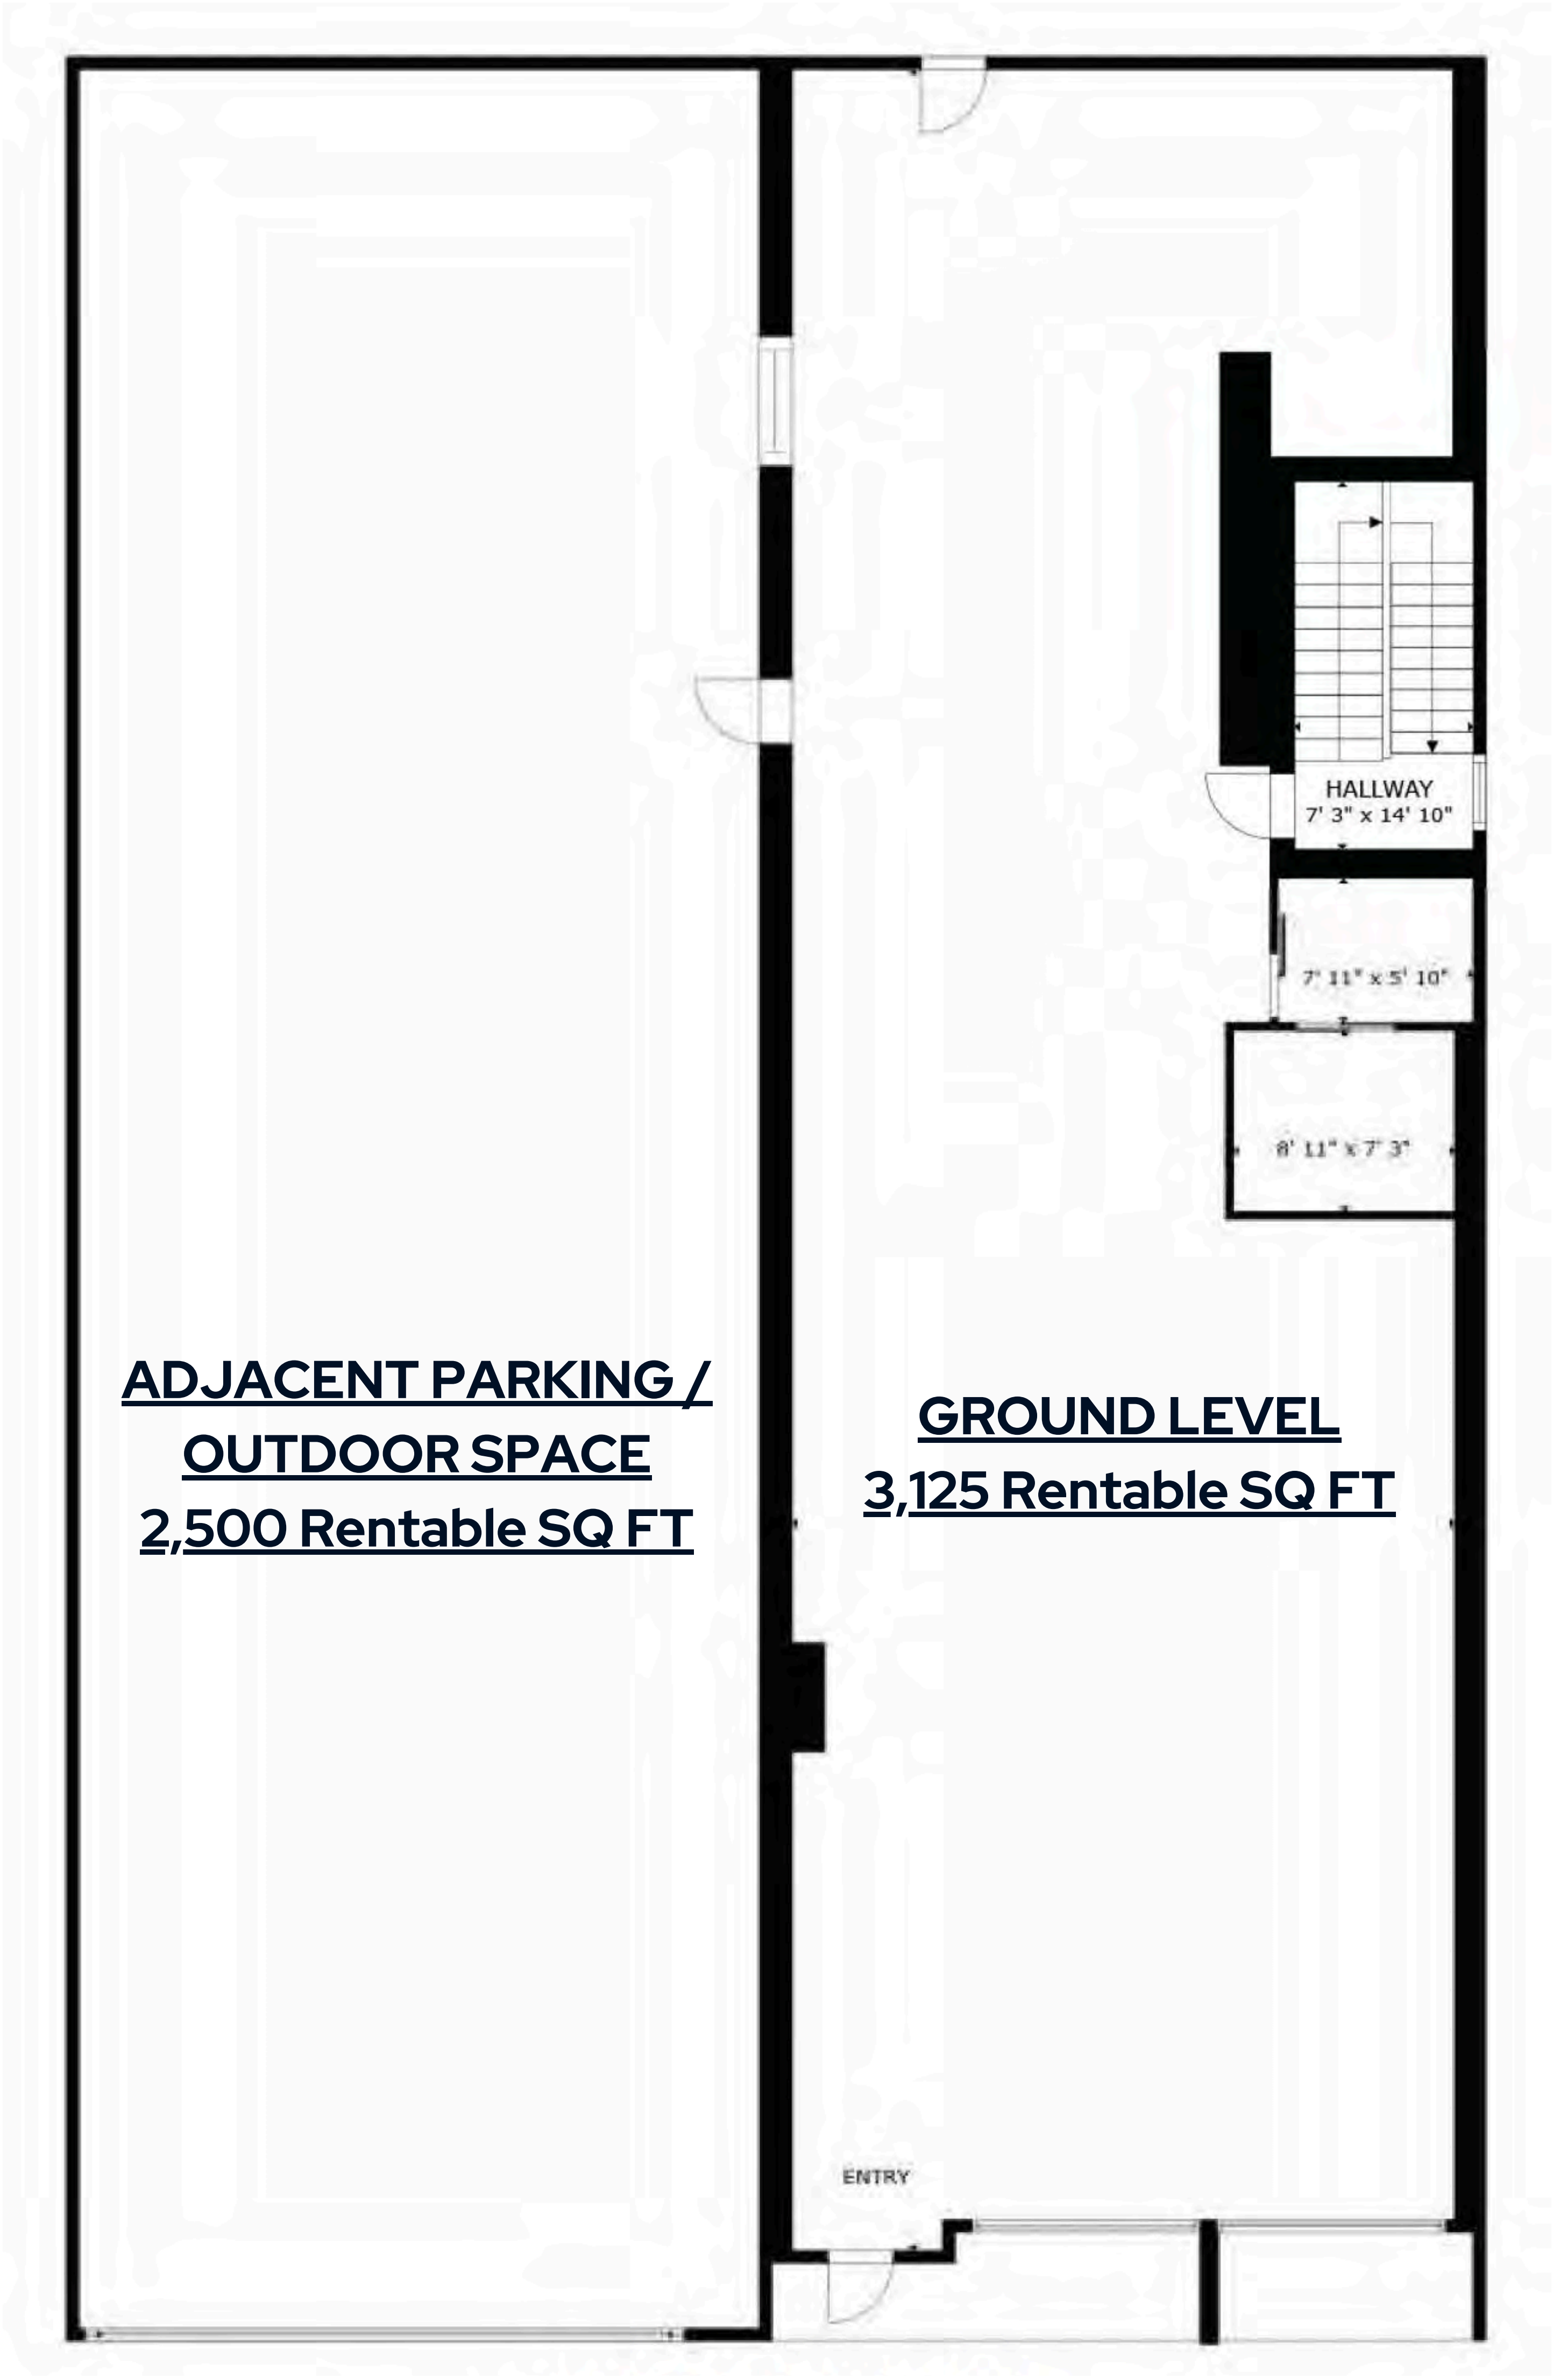 HALLWAY
7' 3" x 14' 10"
7' 11" x 5' 10"
8' 11" x 7' 3"
ADJACENT PARKING /
OUTDOOR SPACE
2,500 Rentable SQ FT
GROUND LEVEL
3,125 Rentable SQ FT
ENTRY